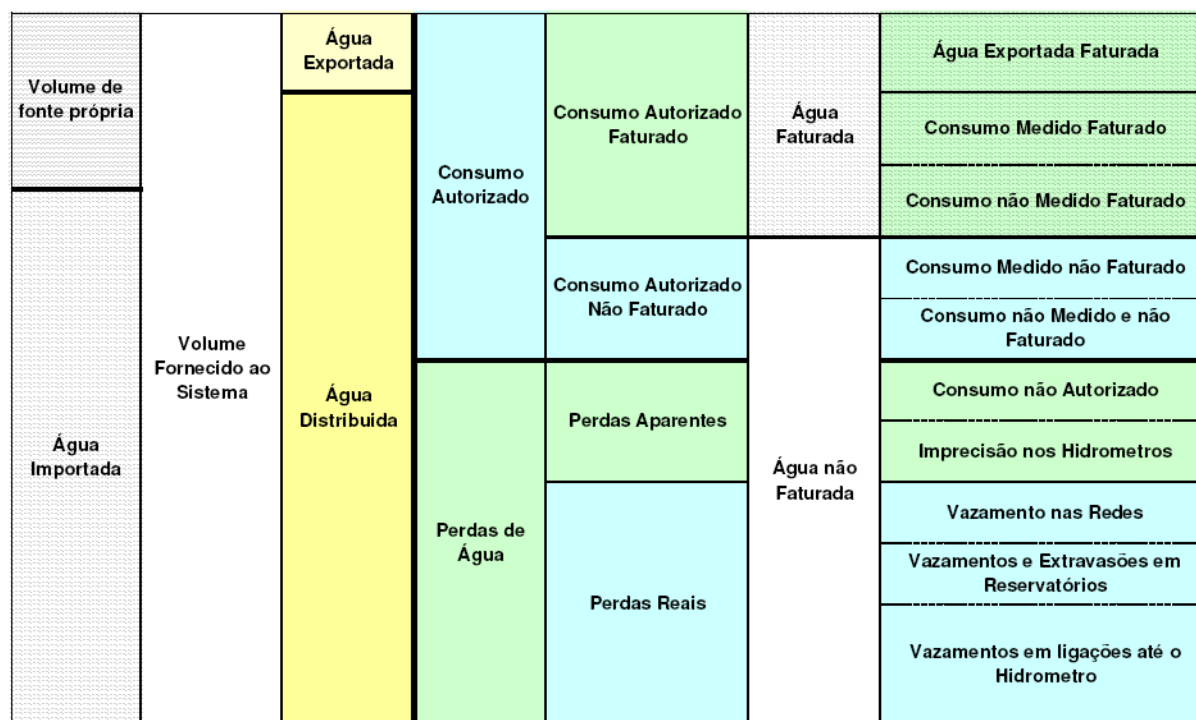 Volume de
fonte própria
Água
Importada
Volume
Fornecido ao
Sistema
Água
Exportada
Água
Distribuida
Consumo
Autorizado
Perdas de
Água
Consumo Autorizado
Faturado
Consumo Autorizado
Não Faturado
Perdas Aparentes
Perdas Reais
Água
Faturada
Água não
Faturada
Água Exportada Faturada
Consumo Medido Faturado
Consumo não Medido Faturado
Consumo Medido não Faturado
Consumo não Medido e não
Faturado
Consumo não Autorizado
Imprecisão nos Hidrometros
Vazamento nas Redes
Vazamentos e Extravasões em
Reservatórios
Vazamentos em ligações até o
Hidrometro